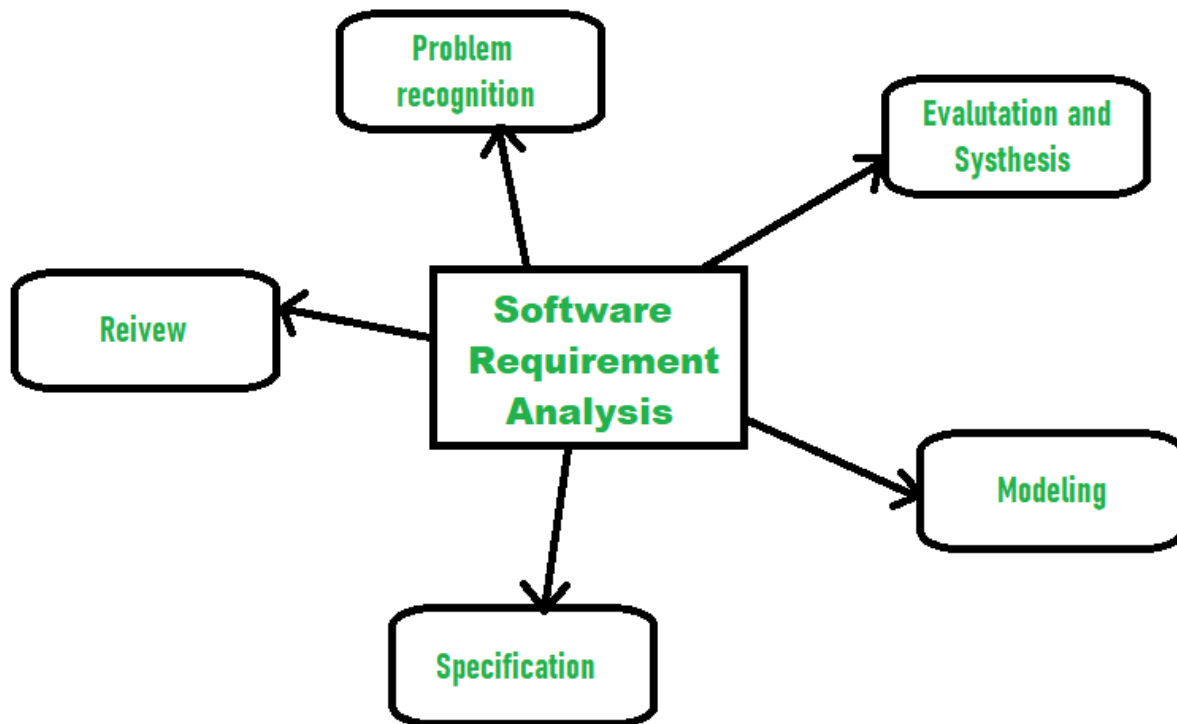 Problem
recognition
Evalutation and
Systhesis
Reivew
Software
Requirement
Analysis
Modeling
Specification